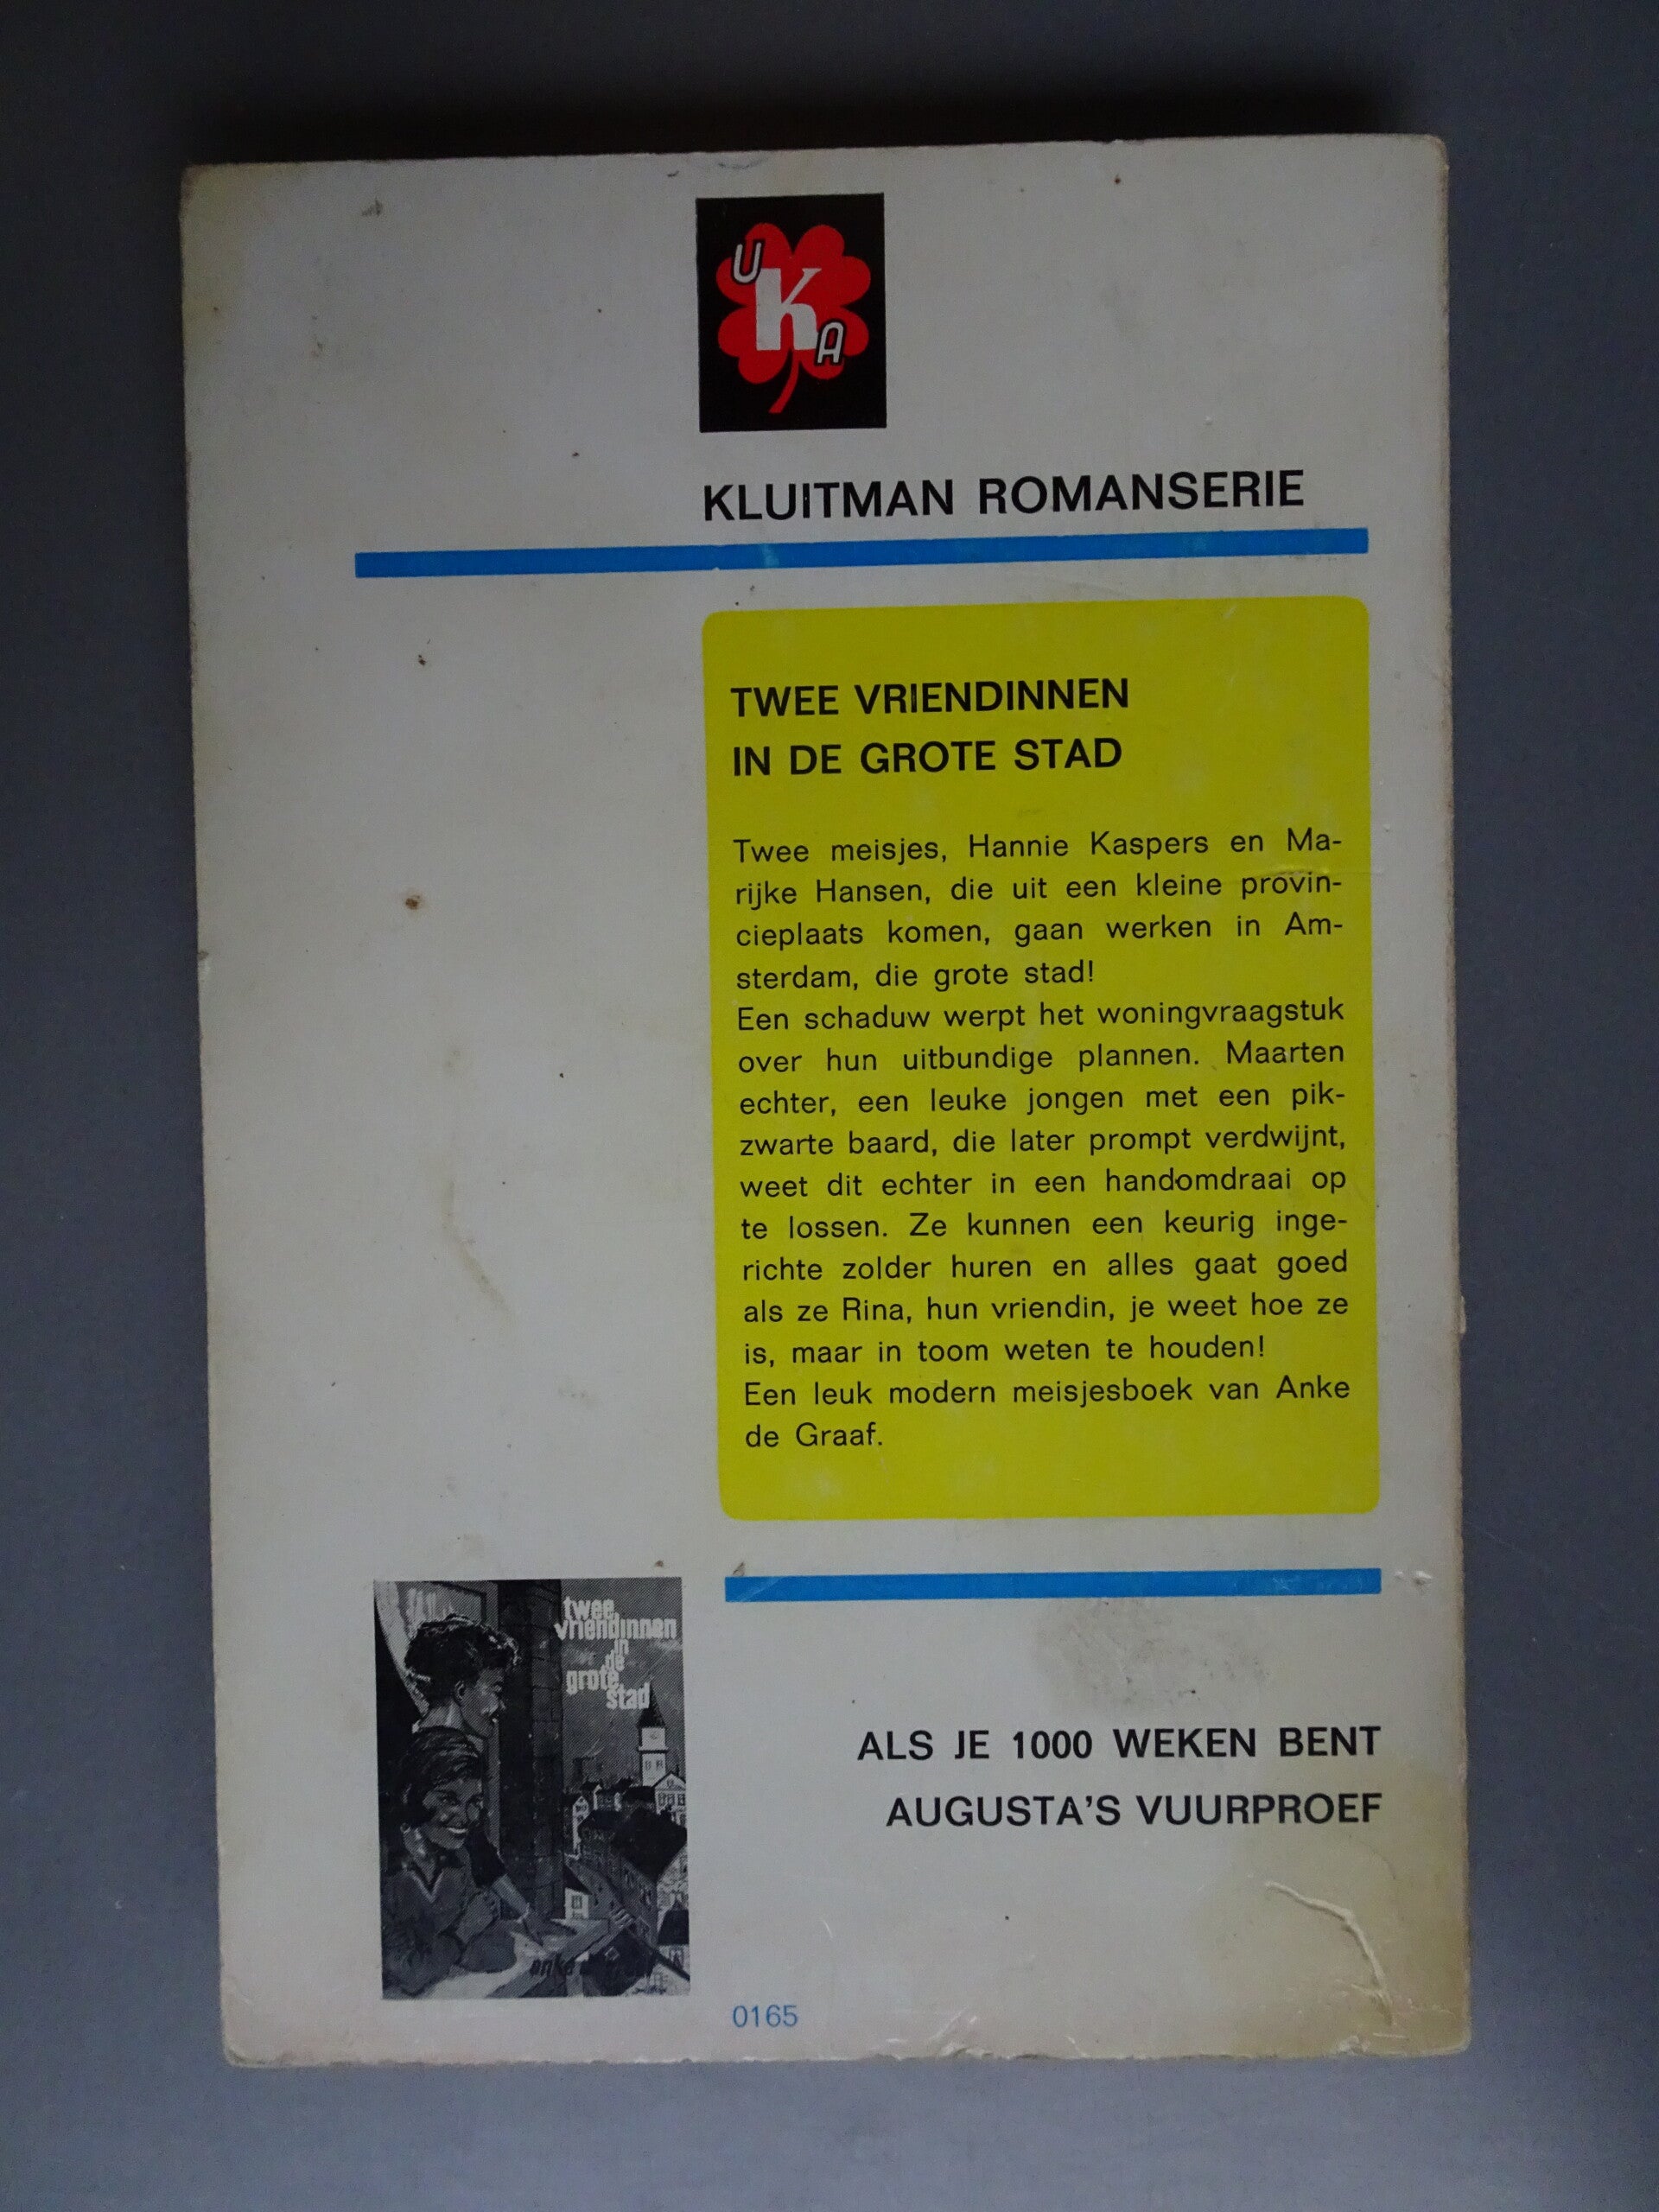 U
K
A
KLUITMAN ROMANSERIE
TWEE VRIENDINNEN
IN DE GROTE STAD
Twee meisjes, Hannie Kaspers en Ma-
rijke Hansen, die uit een kleine provin-
cieplaats komen, gaan werken in Am-
sterdam, die grote stad!
Een schaduw werpt het woningvraagstuk
over hun uitbundige plannen. Maarten
echter, een leuke jongen met een pik-
zwarte baard, die later prompt verdwijnt,
weet dit echter in een handomdraai op
te lossen. Ze kunnen een keurig inge-
richte zolder huren en alles gaat goed
als ze Rina, hun vriendin, je weet hoe ze
is, maar in toom weten te houden!
Een leuk modern meisjesboek van Anke
de Graaf.
twee
vriendinnen
in
de
grote
stad
ALS JE 1000 WEKEN BENT
AUGUSTA'S VUURPROEF
0165